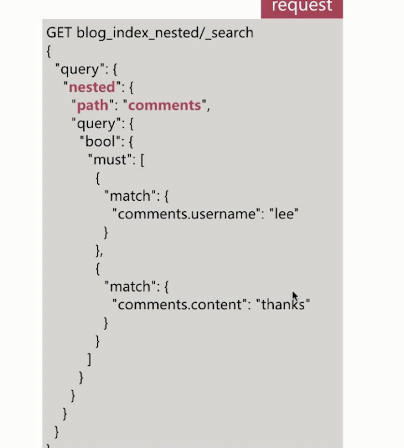 request
GET blog_index_nested/_search
{
"query": {
"nested": {
"path": "comments",
"query": {
"bool": {
"must": [
{
"match": {
"comments.username": "lee"
}
},
{
"match": {
"comments.content": "thanks"
}
}
]
}
}
}
}
}